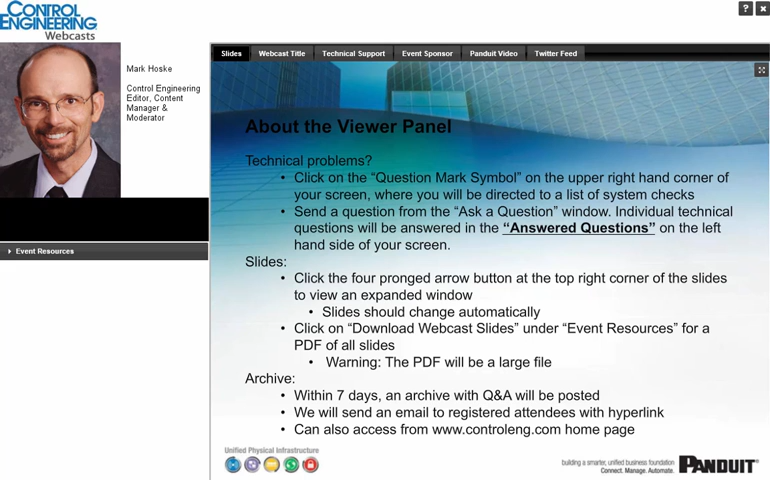 CONTROL
ENGINEERING
Webcasts
? x
Mark Hoske
Control Engineering
Editor, Content
Manager &
Moderator
Event Resources
Slides Webcast Title Technical Support Event Sponsor Panduit Video Twitter Feed
About the Viewer Panel
Technical problems?
• Click on the “Question Mark Symbol” on the upper right hand corner of
your screen, where you will be directed to a list of system checks
• Send a question from the “Ask a Question” window. Individual technical
questions will be answered in the “Answered Questions” on the left
hand side of your screen.
Slides:
• Click the four pronged arrow button at the top right corner of the slides
to view an expanded window
• Slides should change automatically
• Click on “Download Webcast Slides” under “Event Resources” for a
PDF of all slides
• Warning: The PDF will be a large file
Archive:
• Within 7 days, an archive with Q&A will be posted
• We will send an email to registered attendees with hyperlink
• Can also access from www.controleng.com home page
Unified Physical Infrastructure
building a smarter, unified business foundation
Connect. Manage. Automate.
PANDUIT™